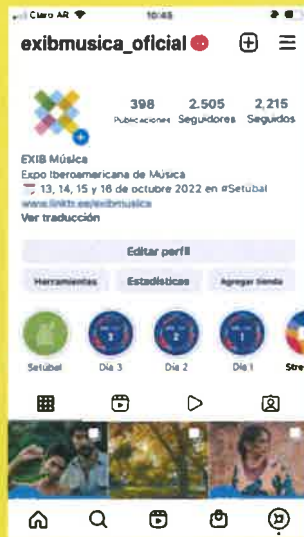 Claro AR 10:45
exibmusica_oficial
398 2.505 2,215
Publicaciones Seguidores Seguidos
EXIB Música
Expo Iberoamericana de Música
13, 14, 15 y 16 de octubre 2022 en #Setúbal
www.linktr.ee/exibmusica
Ver traducción
Editar perfil
Herramientas Estadísticas Agregar tienda
Setúbal Día 3 Día 2 Día 1 Stre